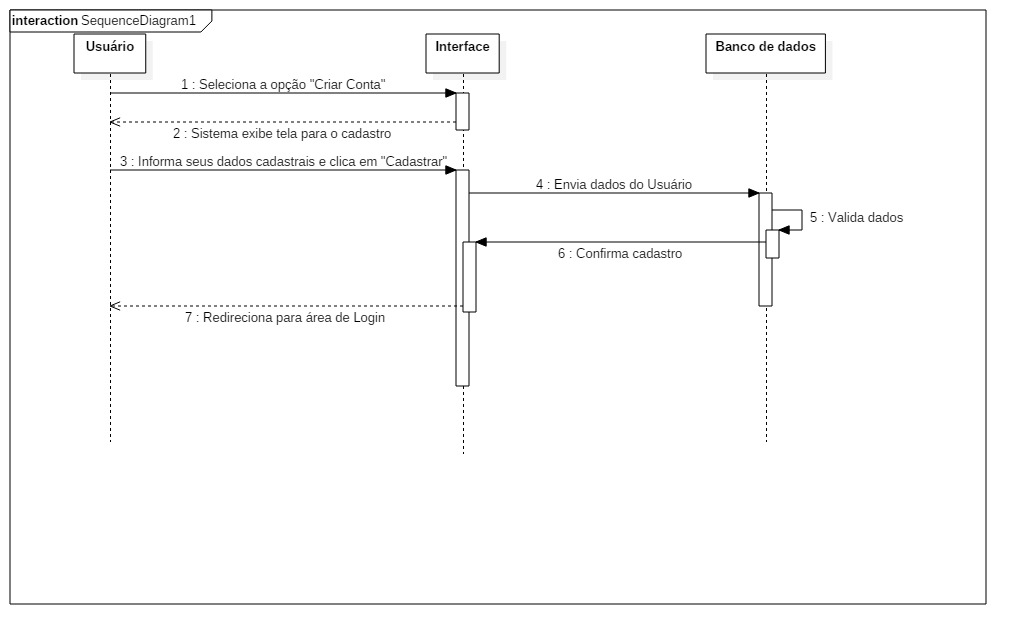 interaction SequenceDiagram1
Usuário
Interface
Banco de dados
1 : Seleciona a opção "Criar Conta"
2 : Sistema exibe tela para o cadastro
3 : Informa seus dados cadastrais e clica em "Cadastrar"
4 : Envia dados do Usuário
5 : Valida dados
6 : Confirma cadastro
7 : Redireciona para área de Login